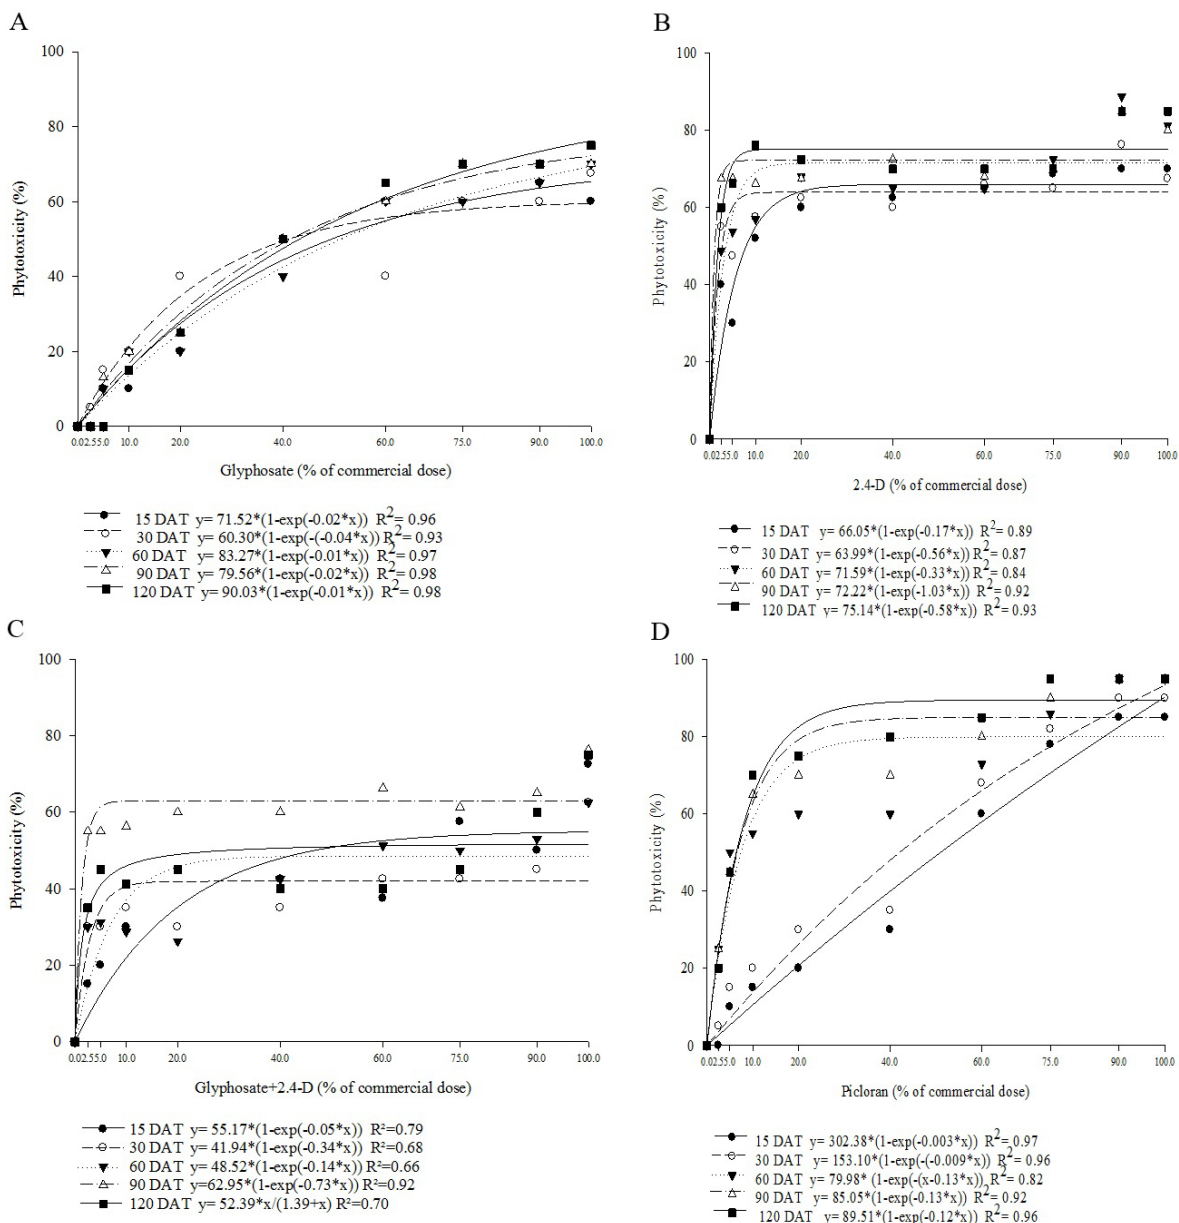 A
100
80
60
40
20
0
Phytotoxicity (%)
0.02.55.0 10.0 20.0 40.0 60.0 75.0 90.0 100.0
Glyphosate (% of commercial dose)
15 DAT y= 71.52*(1-exp(-0.02*x)) R²= 0.96
30 DAT y= 60.30*(1-exp(-(-0.04*x)) R²= 0.93
60 DAT y= 83.27*(1-exp(-0.01*x)) R²= 0.97
90 DAT y= 79.56*(1-exp(-0.02*x)) R²= 0.98
120 DAT y= 90.03*(1-exp(-0.01*x)) R²= 0.98
B
100
80
60
40
20
0
Phytotoxicity (%)
0.02.55.0 10.0 20.0 40.0 60.0 75.0 90.0 100.0
2.4-D (% of commercial dose)
15 DAT y= 66.05*(1-exp(-0.17*x)) R²= 0.89
30 DAT y= 63.99*(1-exp(-0.56*x)) R²= 0.87
60 DAT y= 71.59*(1-exp(-0.33*x)) R²= 0.84
90 DAT y= 72.22*(1-exp(-1.03*x)) R²= 0.92
120 DAT y= 75.14*(1-exp(-0.58*x)) R²= 0.93
C
100
80
60
40
20
0
Phytotoxicity (%)
0.02.55.0 10.0 20.0 40.0 60.0 75.0 90.0 100.0
Glyphosate+2.4-D (% of commercial dose)
15 DAT y= 55.17*(1-exp(-0.05*x)) R²=0.79
30 DAT y= 41.94*(1-exp(-0.34*x)) R²=0.68
60 DAT y= 48.52*(1-exp(-0.14*x)) R²=0.66
90 DAT y=62.95*(1-exp(-0.73*x)) R²=0.92
120 DAT y= 52.39*x/(1.39+x) R²=0.70
D
100
80
60
40
20
0
Phytotoxicity (%)
0.02.55.0 10.0 20.0 40.0 60.0 75.0 90.0 100.0
Picloran (% of commercial dose)
15 DAT y= 302.38*(1-exp(-0.003*x)) R²= 0.97
30 DAT y= 153.10*(1-exp(-(-0.009*x)) R²= 0.96
60 DAT y= 79.98* (1-exp(-(x-0.13*x)) R²= 0.82
90 DAT y= 85.05* (1-exp(-0.13*x)) R²= 0.92
120 DAT y= 89.51*(1-exp(-0.12*x)) R²= 0.96